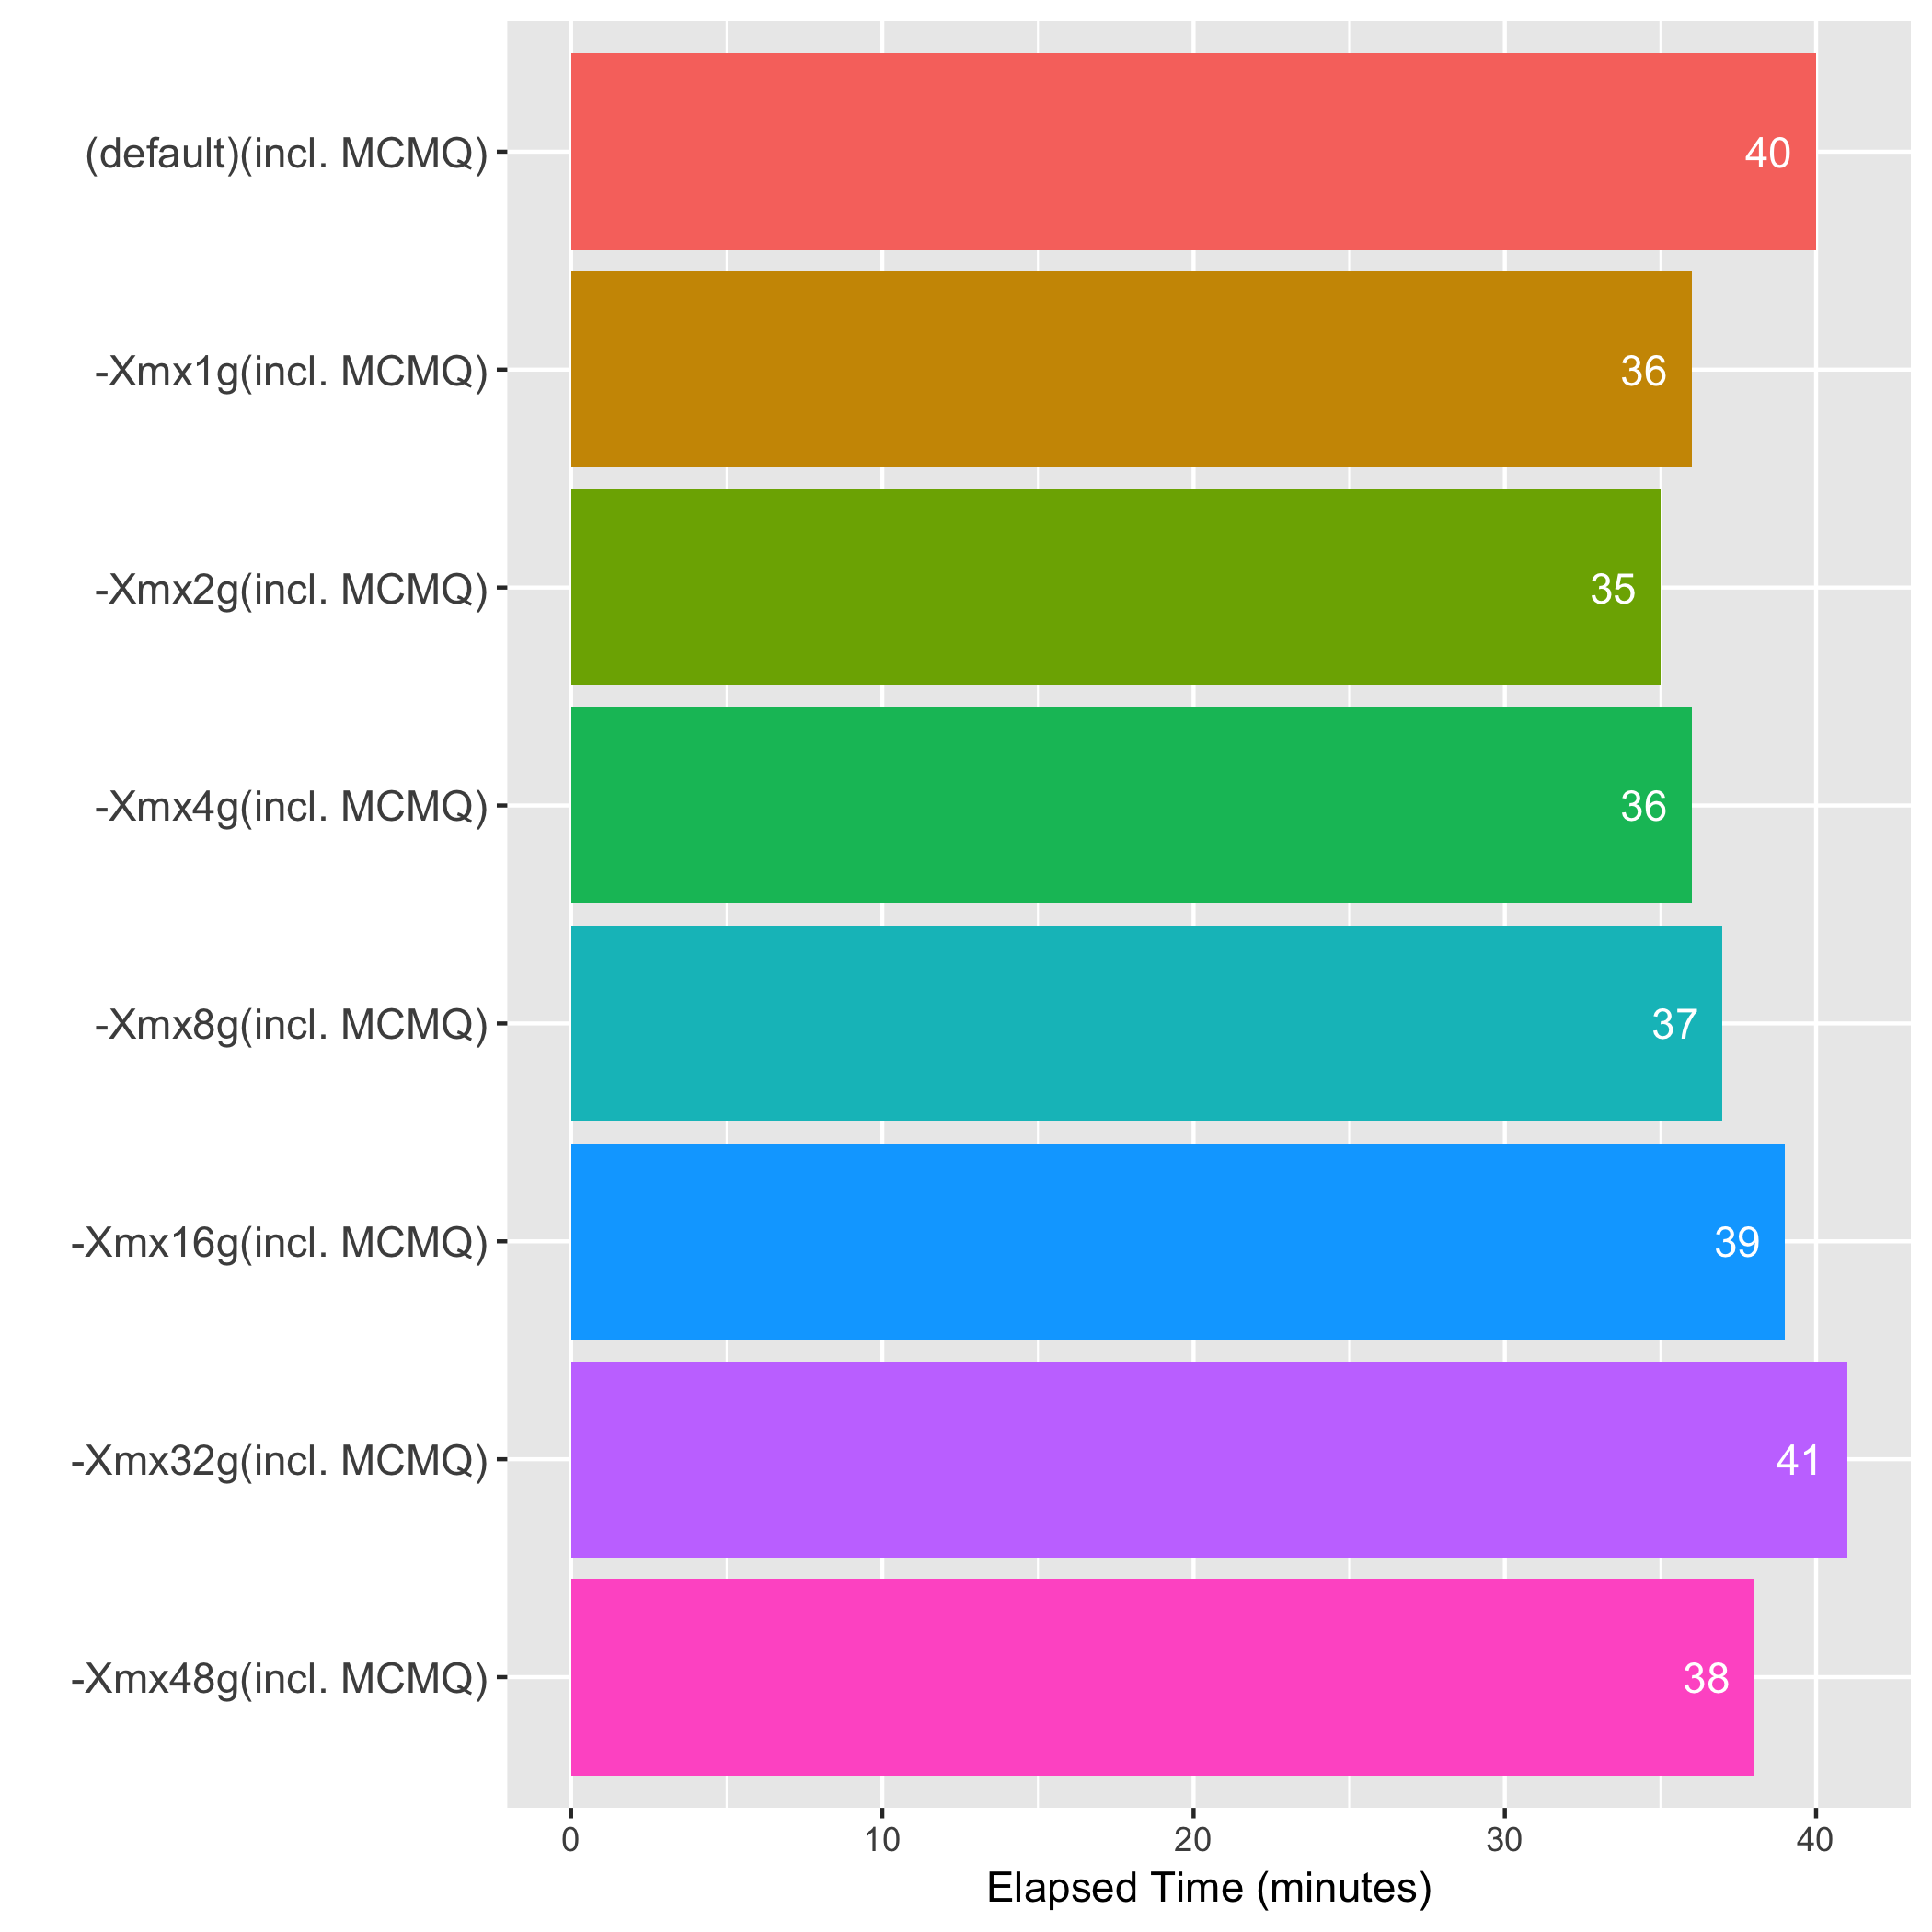 (default)(incl. MCMQ)
40
-Xmx1g(incl. MCMQ)
36
-Xmx2g(incl. MCMQ)
35
-Xmx4g(incl. MCMQ)
36
-Xmx8g(incl. MCMQ)
37
-Xmx16g(incl. MCMQ)
39
-Xmx32g(incl. MCMQ)
41
-Xmx48g(incl. MCMQ)
38
0 10 20 30 40
Elapsed Time (minutes)